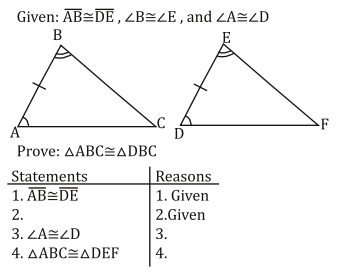 Given: AB≅DE , ∠B≅∠E , and ∠A≅∠D
B
E
A
C
D
F
Prove: △ABC≅△DBC
Statements Reasons
1. AB≅DE 1. Given
2. 2.Given
3. ∠A≅∠D 3.
4. △ABC≅△DEF 4.